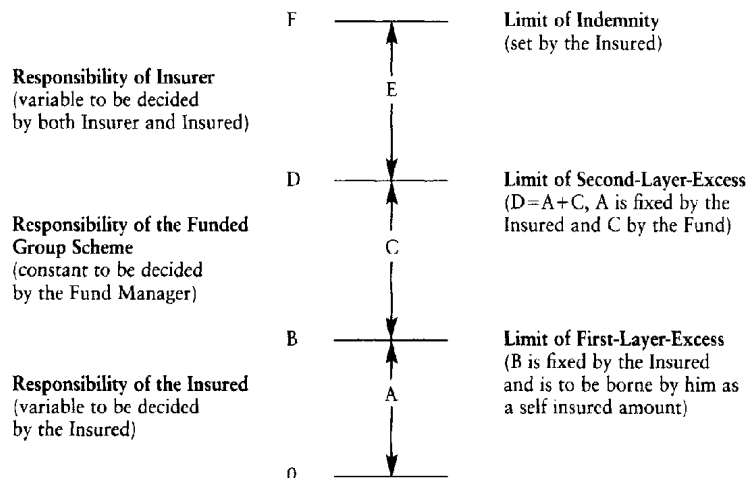 F
Limit of Indemnity
(set by the Insured)
Responsibility of Insurer
(variable to be decided
by both Insurer and Insured)
E
D
Limit of Second-Layer-Excess
(D=A+C, A is fixed by the
Insured and C by the Fund)
Responsibility of the Funded
Group Scheme
(constant to be decided
by the Fund Manager)
C
B
Limit of First-Layer-Excess
(B is fixed by the Insured
and is to be borne by him as
a self insured amount)
Responsibility of the Insured
(variable to be decided
by the Insured)
A
0